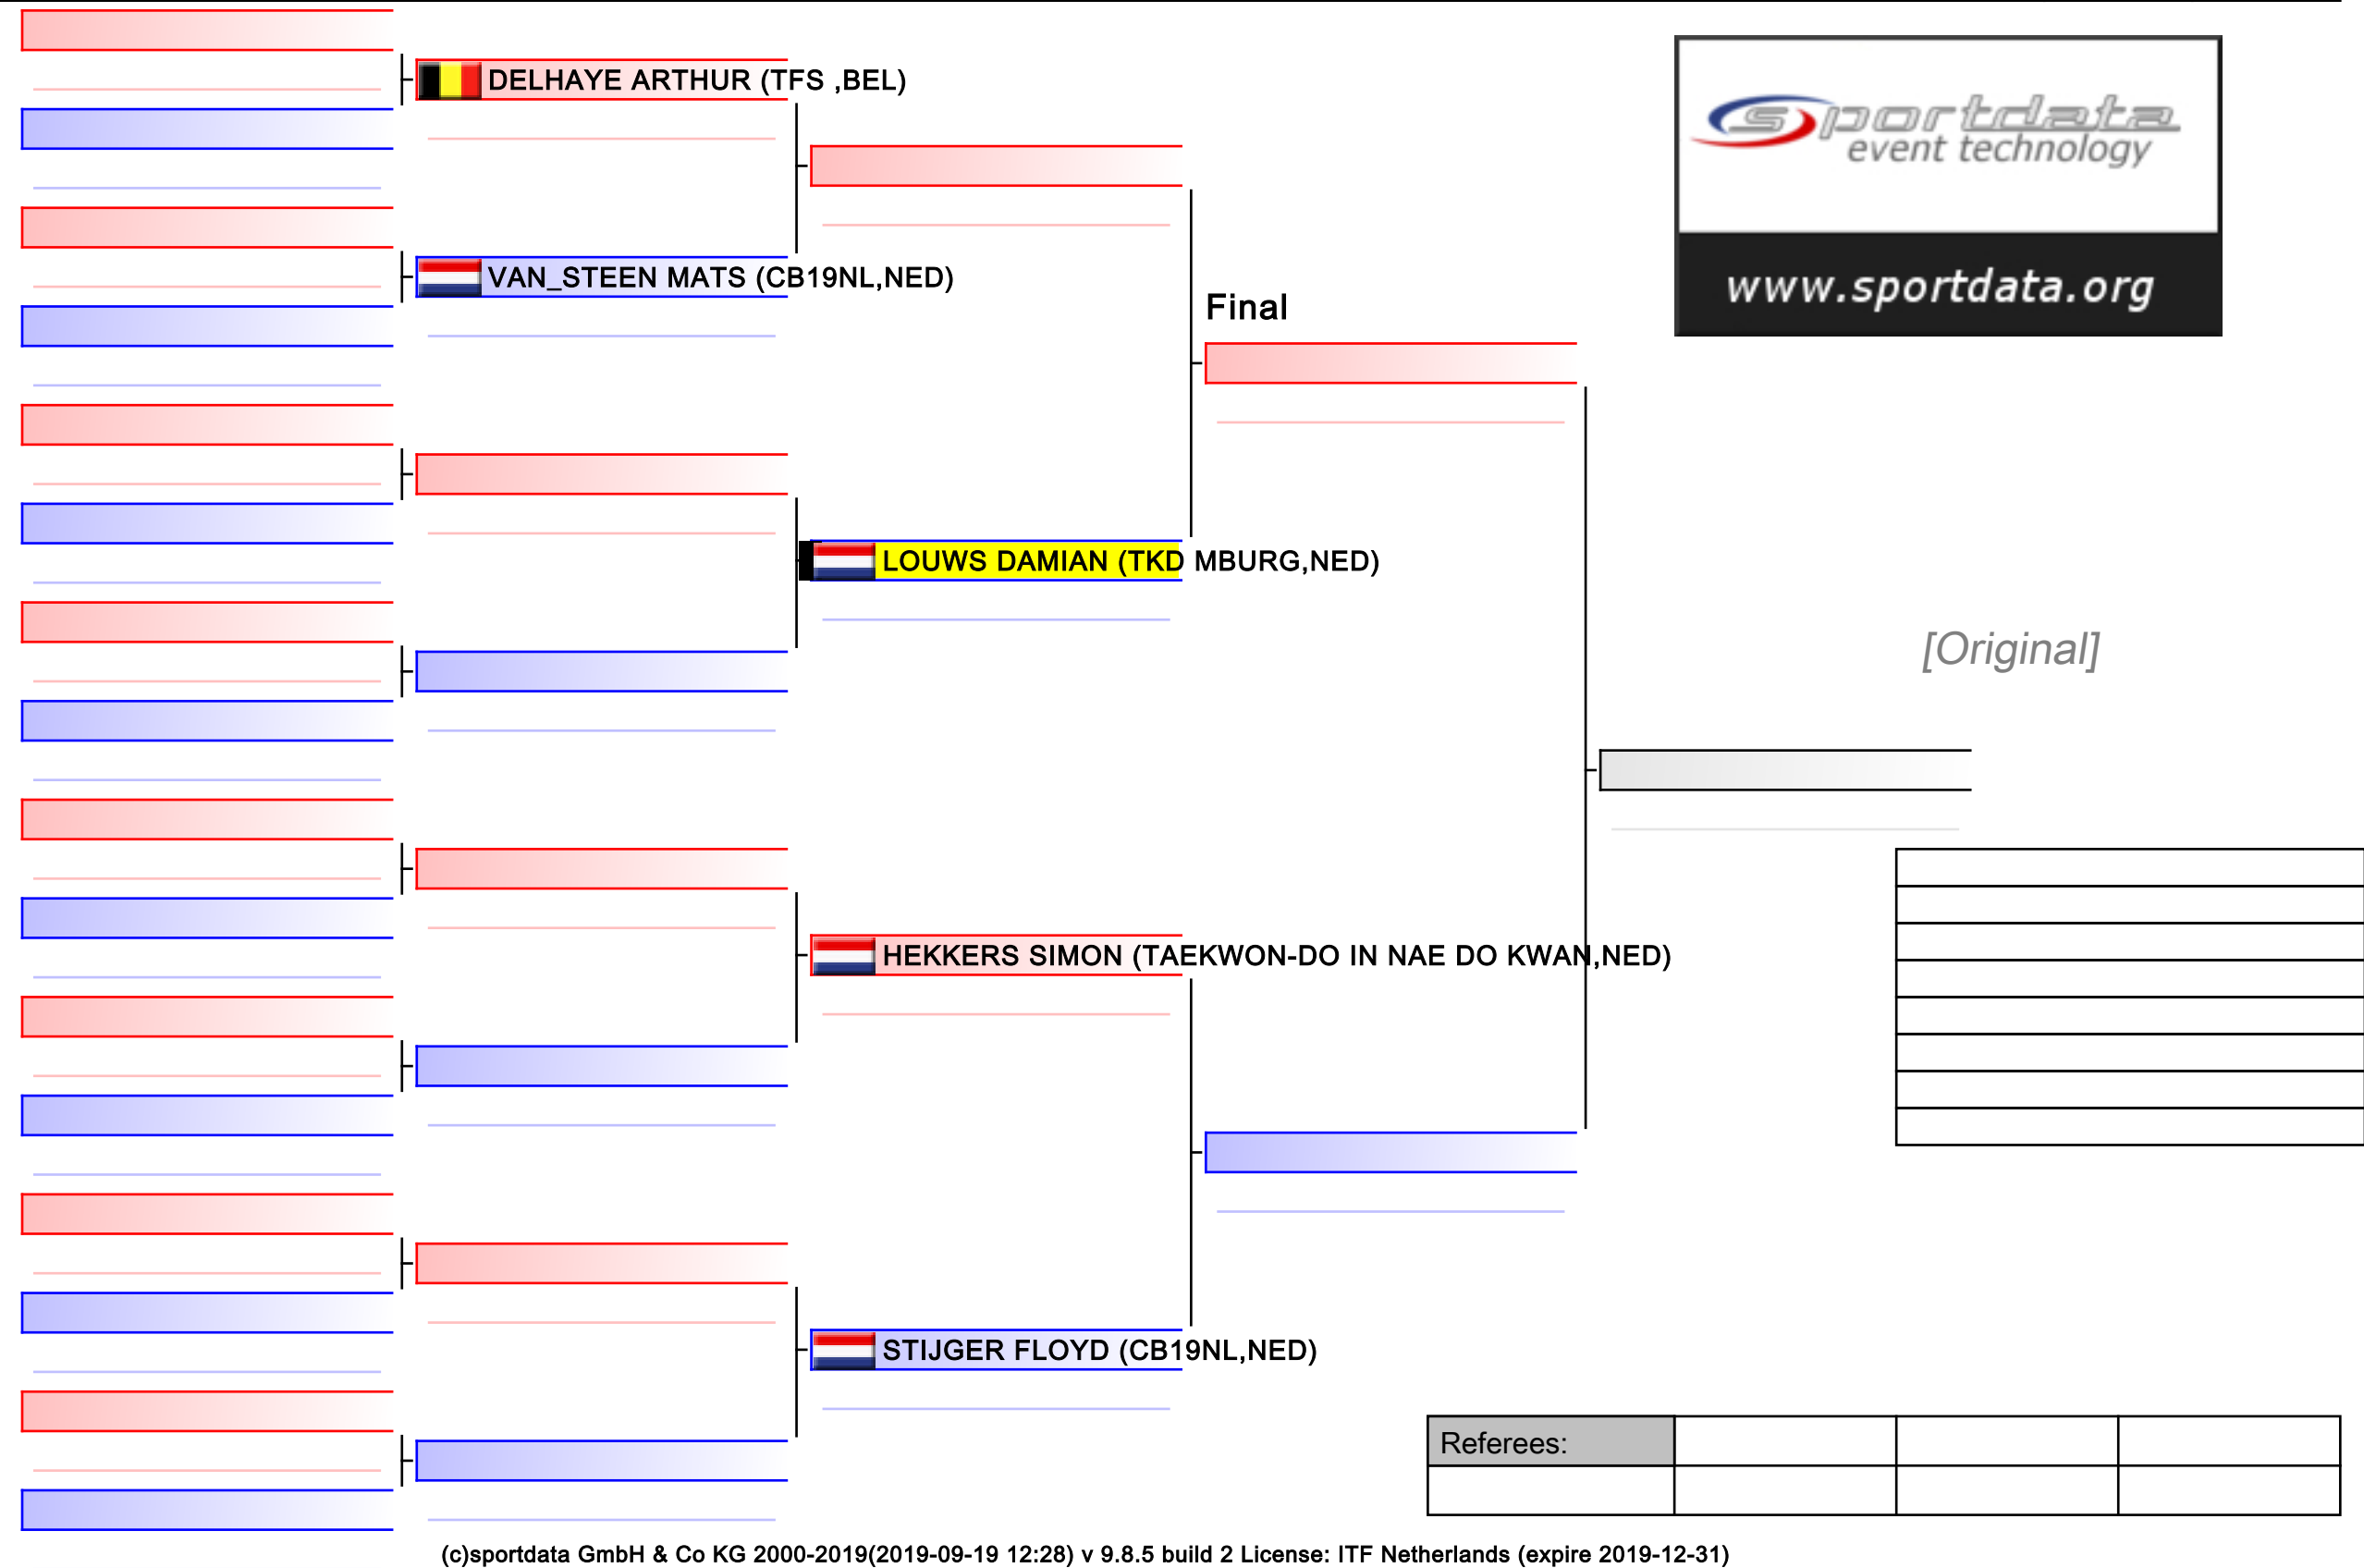 DELHAYE ARTHUR (TFS ,BEL)
VAN_STEEN MATS (CB19NL,NED)
sportdata
event technology
www.sportdata.org
Final
LOUWS DAMIAN (TKD MBURG,NED)
[Original]
HEKKERS SIMON (TAEKWON-DO IN NAE DO KWAN,NED)
STIJGER FLOYD (CB19NL,NED)
Referees:
(c)sportdata GmbH & Co KG 2000-2019(2019-09-19 12:28) v 9.8.5 build 2 License: ITF Netherlands (expire 2019-12-31)